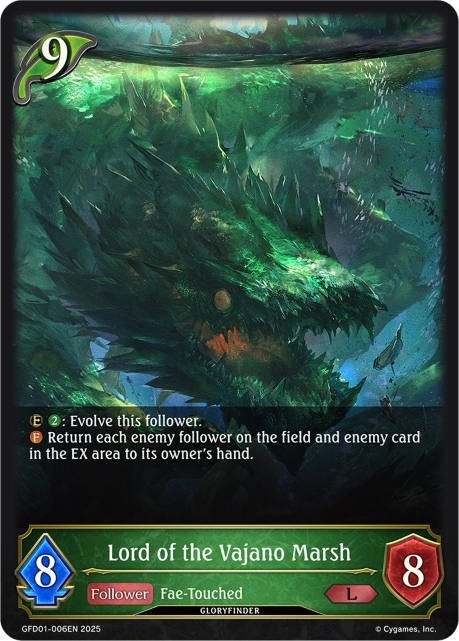 9
E 2: Evolve this follower.
F Return each enemy follower on the field and enemy card
in the EX area to its owner's hand.
Lord of the Vajano Marsh
8
Follower Fae-Touched
L
8
GLORYFINDER
GFD01-006EN 2025
© Cygames, Inc.